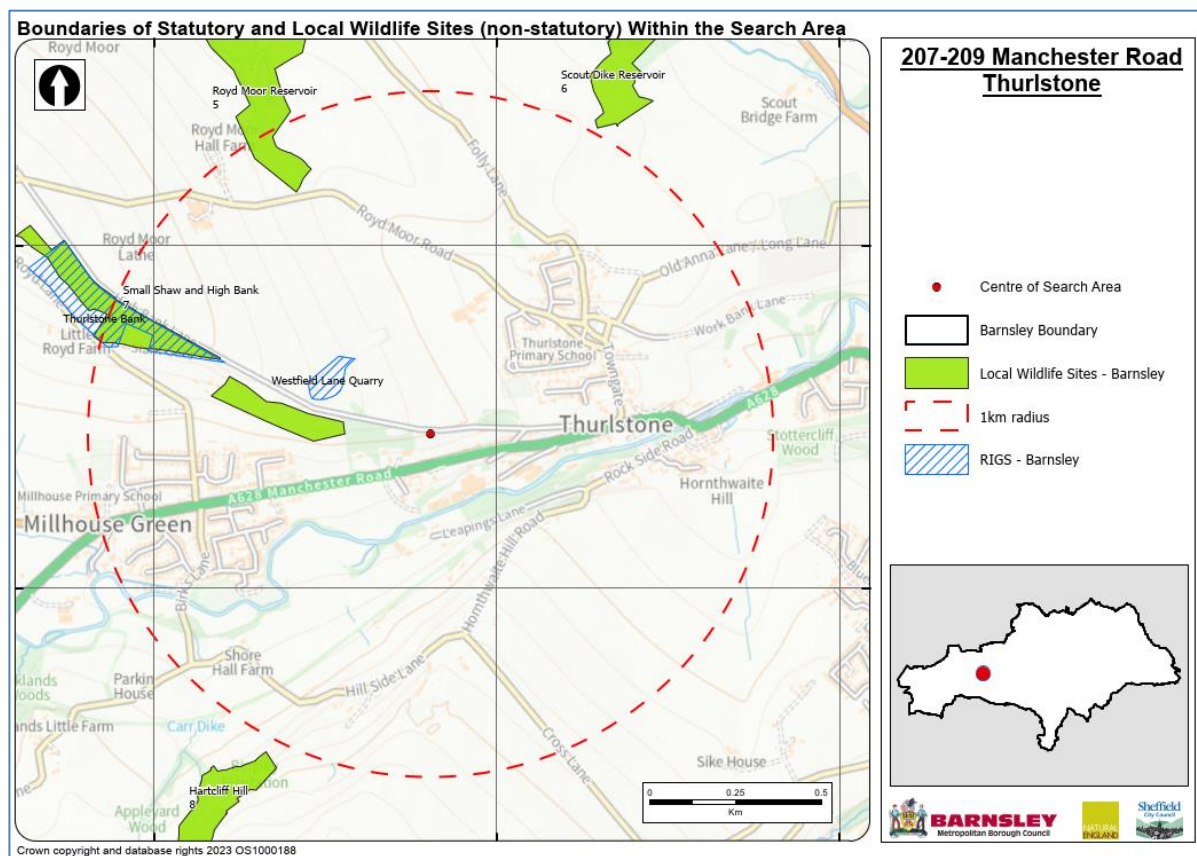 Boundaries of Statutory and Local Wildlife Sites (non-statutory) Within the Search Area
Royd Moor
Royd Moor Reservoir
5
Scout Dike Reservoir
6
Scout
Bridge Farm
Hall Farm
Folly Lane
Royd Moor Road
Old Anna Lane
Long Lane
Royd Moor
Lathe
Small Shaw and High Bank
7
Thurlstone Bank
Little
Royd Farm
Work Bank Lane
Thurlstone
Primary School
Towngate
Westfield Lane Quarry
A628
Thurlstone
Stottercliff
Wood
Rock Side Road
Hornthwaite
Hill
Millhouse Primary School
A628 Manchester Road
Millhouse Green
Leapings Lane
Hornthwaite Hill Road
Birks Lane
Shore
Hall Farm
Parkin
House
Hill Side Lane
Carr Dike
Cross Lane
Sike House
Hartcliff Hill
8
Appleyard
Wood
0 0.25 0.5
Km
207-209 Manchester Road
Thurlstone
Centre of Search Area
Barnsley Boundary
Local Wildlife Sites - Barnsley
1km radius
RIGS - Barnsley
BARNSLEY
Metropolitan Borough Council
NATURAL
ENGLAND
Sheffield
City Council
Crown copyright and database rights 2023 OS1000188